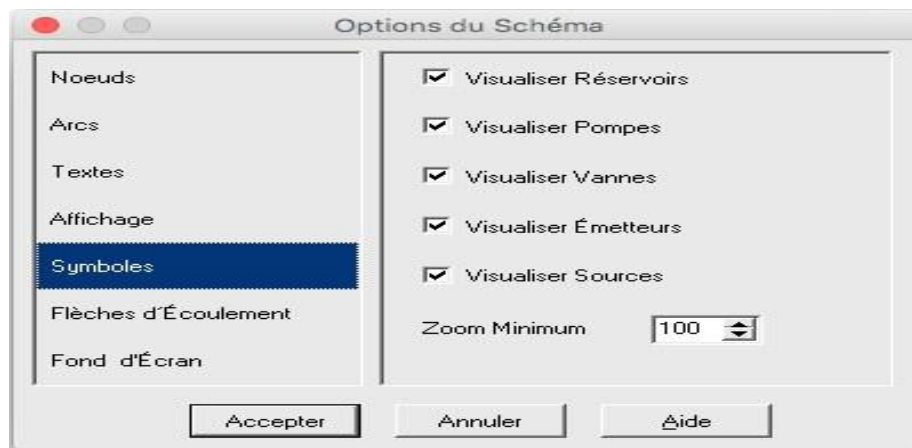 Options du Schéma
Noeuds
Arcs
Textes
Affichage
Symboles
Flèches d'Écoulement
Fond d'Écran
Visualiser Réservoirs
Visualiser Pompes
Visualiser Vannes
Visualiser Émetteurs
Visualiser Sources
Zoom Minimum 100
Accepter Annuler Aide